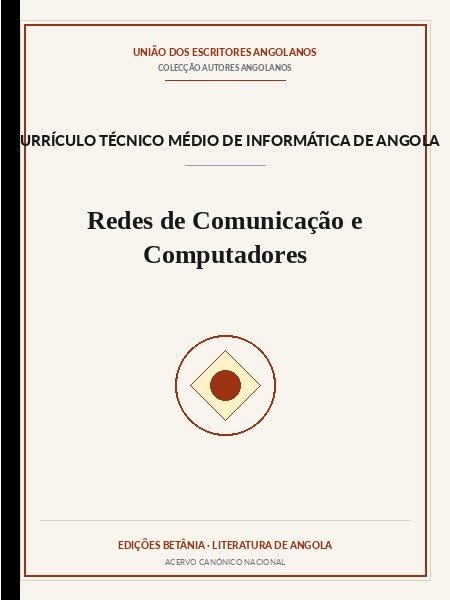 UNIÃO DOS ESCRITORES ANGOLANOS
COLECÇÃO AUTORES ANGOLANOS
URRÍCULO TÉCNICO MÉDIO DE INFORMÁTICA DE ANGOLA
Redes de Comunicação e
Computadores
EDIÇÕES BETÂNIA · LITERATURA DE ANGOLA
ACERVO CANÓNICO NACIONAL